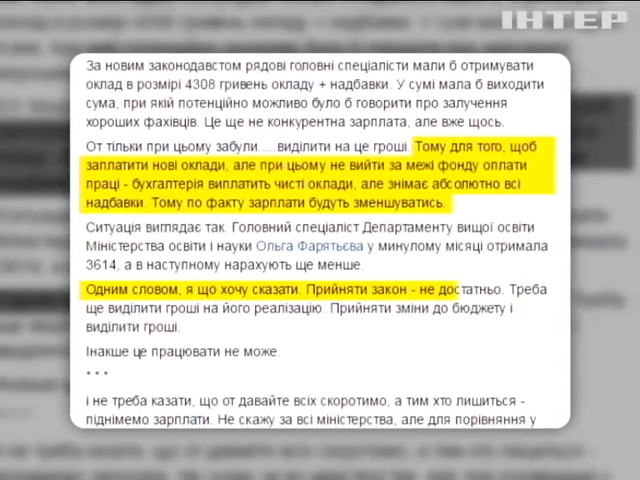 ІНТЕР
За новим законодавстом рядові головні спеціалісти мали б отримувати
оклад в розмірі 4308 гривень окладу + надбавки. У сумі мала б виходити
сума, при якій потенційно можливо було б говорити про залучення
хороших фахівців. Це ще не конкурентна зарплата, але вже щось.
От тільки при цьому забули.....виділити на це гроші. Тому для того, щоб
заплатити нові оклади, але при цьому не вийти за межі фонду оплати
праці - бухгалтерія виплатить чисті оклади, але знімає абсолютно всі
надбавки. Тому по факту зарплати будуть зменшуватись.
Ситуація виглядає так. Головний спеціаліст Департаменту вищої освіти
Міністерства освіти і науки Ольга Фарятьєва у минулому місяці отримала
3614, а в наступному нарахують ще менше.
Одним словом, я що хочу сказати. Прийняти закон - не достатньо. Треба
ще виділити гроші на його реалізацію. Прийняти зміни до бюджету і
виділити гроші.
Інакше це працювати не може.
* * *
і не треба казати, що от давайте всіх скоротимо, а тим хто лишиться -
піднімемо зарплати. Не скажу за всі міністерства, але для порівняння у